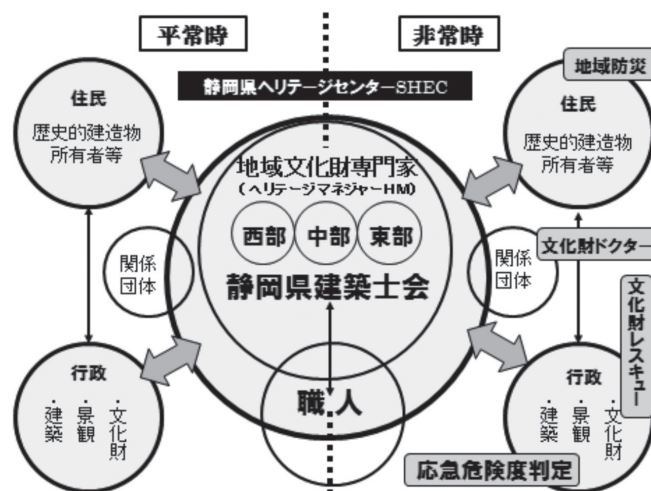 平常時
非常時
静岡県ヘリテージセンターSHEC
地域防災
住民
歴史的建造物
所有者等
地域文化財専門家
(ヘリテージマネジャーHM)
西部
中部
東部
静岡県建築士会
職人
住民
歴史的建造物
所有者等
関係
団体
関係
団体
文化財ドクター
文化財レスキュー
行政
・建築
・景観
・文化財
行政
・建築
・景観
・文化財
応急危険度判定